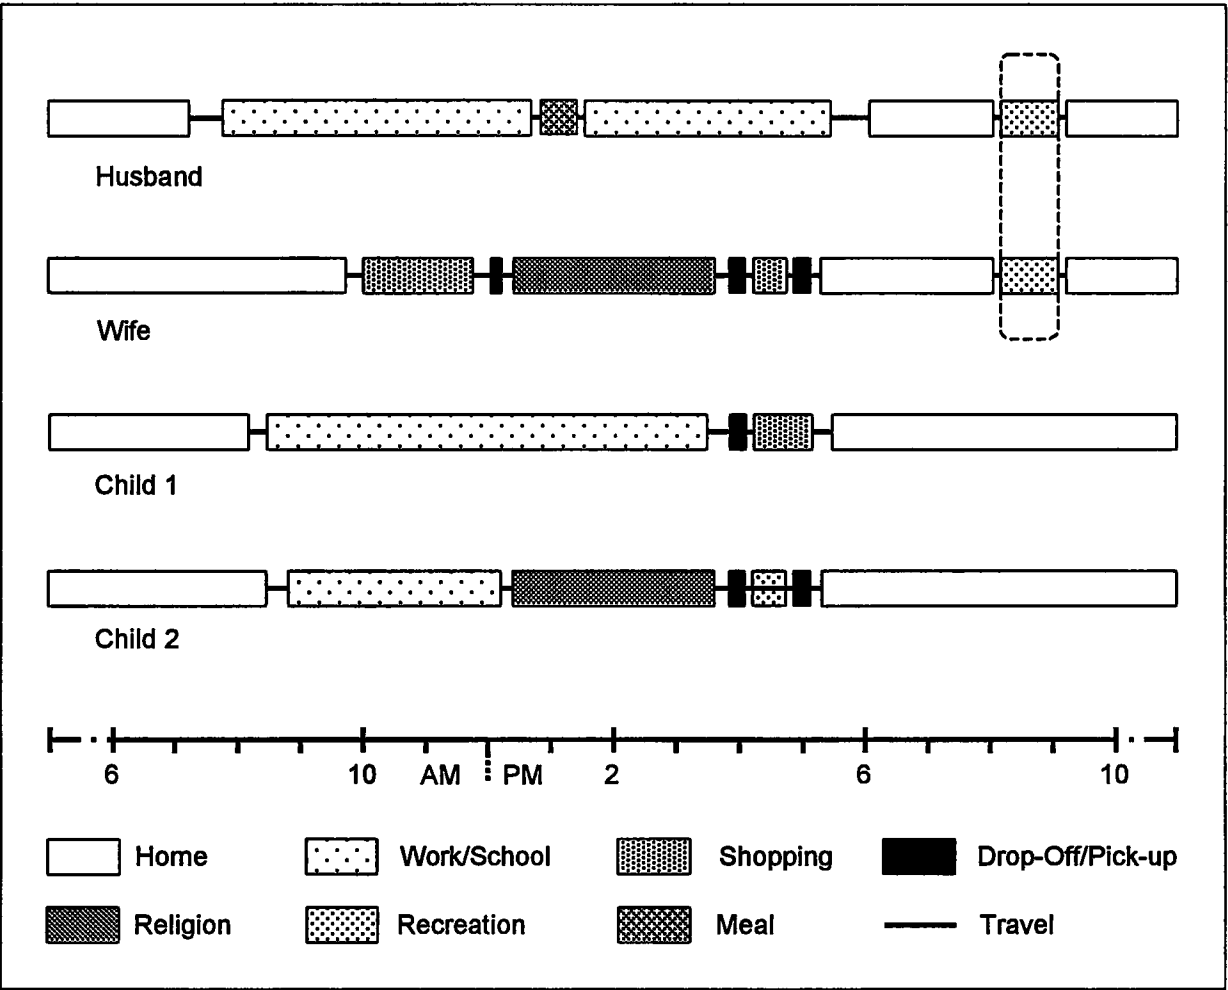 Husband
Wife
Child 1
Child 2
6 10 AM PM 2 6 10
Home Work/School Shopping Drop-Off/Pick-up
Religion Recreation Meal Travel